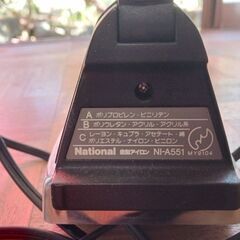 A ポリプロピレン・ビニリデン
B ポリウレタン・アクリル・アクリル系
C レーヨン・キュプラ・アセテート・絹
ポリエステル・ナイロン・ビニロン
National 自動アイロン NI-A551
MYUT04